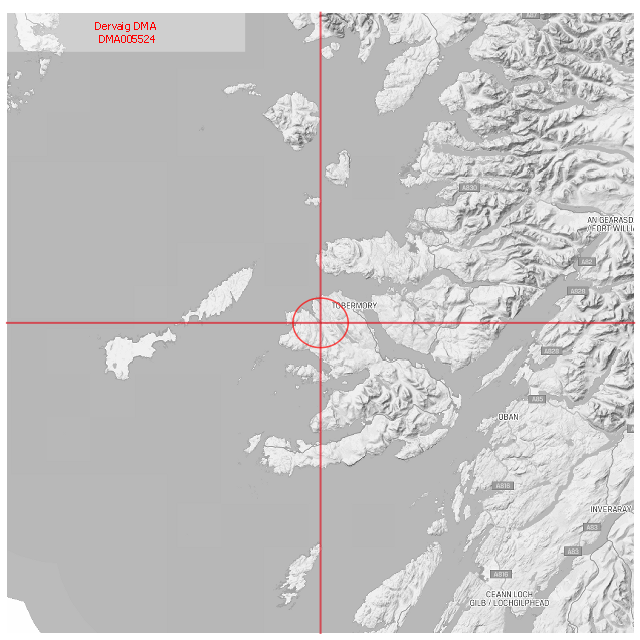 Dervaig DMA
DMA005524
A87
A830
AN GEARASD
/ FORT WILLI
A82
A828
TOBERMORY
A828
A85
OBAN
A816
INVERARAY
A83
A83
A816
CEANN LOCH
GILB / LOCHGILPHEAD